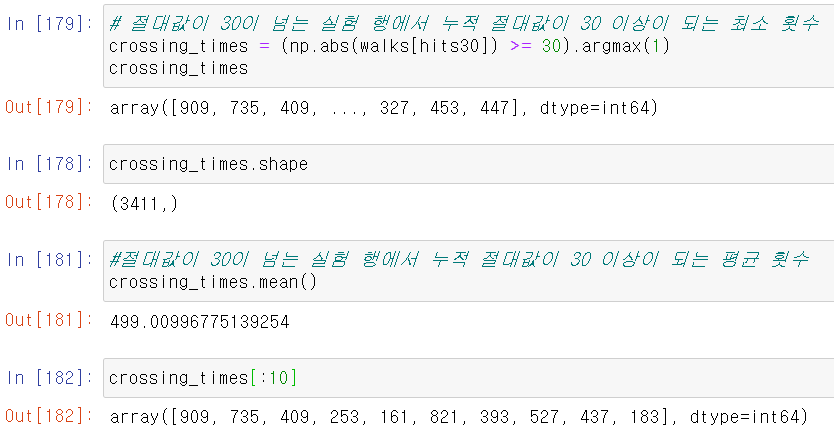 In [179]: # 절대값이 30이 넘는 실험 행에서 누적 절대값이 30 이상이 되는 최소 횟수
crossing_times = (np.abs(walks[hits30]) >= 30).argmax(1)
crossing_times
Out[179]: array([909, 735, 409, ..., 327, 453, 447], dtype=int64)
In [178]: crossing_times.shape
Out[178]: (3411,)
In [181]: #절대값이 30이 넘는 실험 행에서 누적 절대값이 30 이상이 되는 평균 횟수
crossing_times.mean()
Out[181]: 499.00996775139254
In [182]: crossing_times[:10]
Out[182]: array([909, 735, 409, 253, 161, 821, 393, 527, 437, 183], dtype=int64)